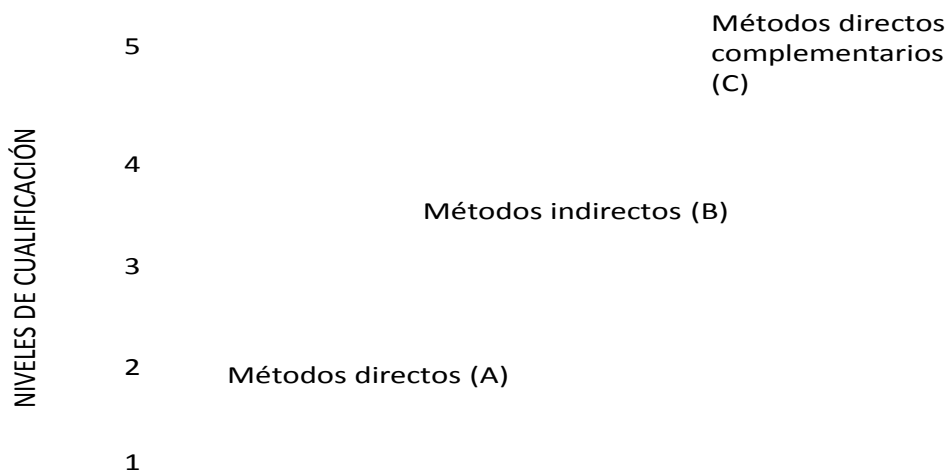 Métodos directos
complementarios
(C)
5
4
Métodos indirectos (B)
3
2
Métodos directos (A)
1
NIVELES DE CUALIFICACIÓN